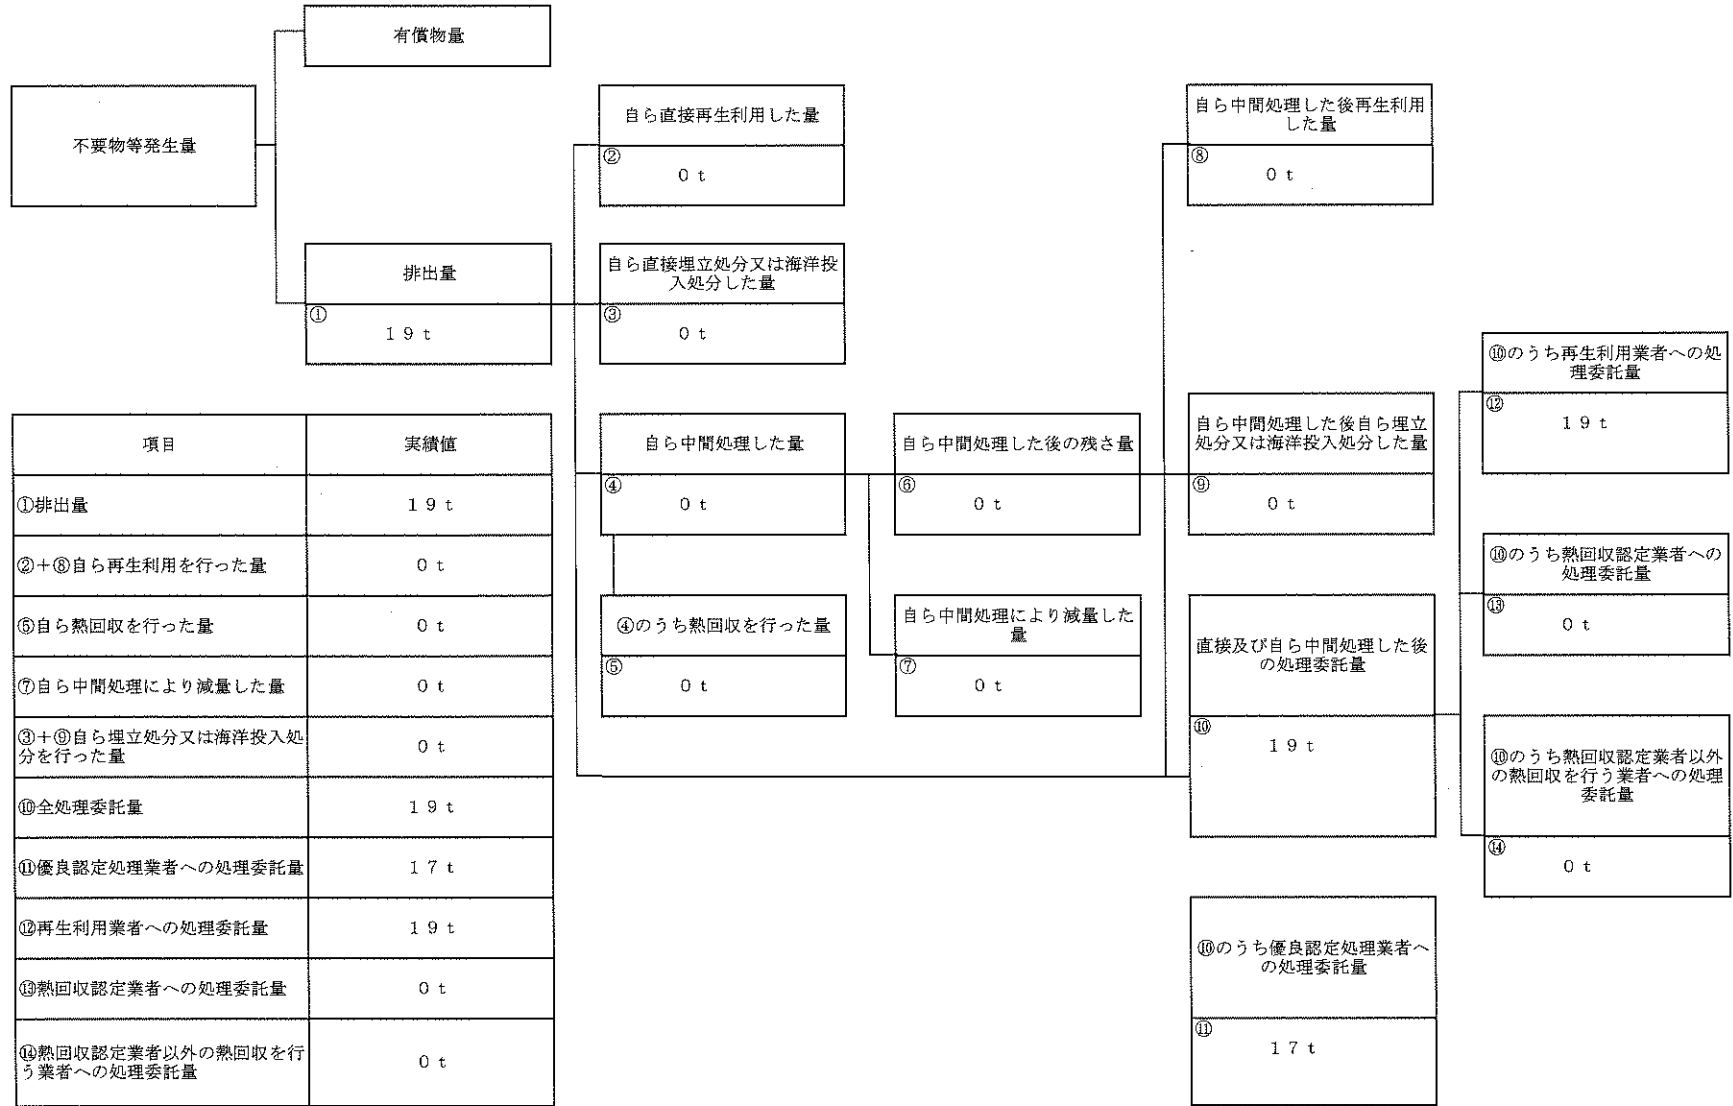 有償物量
不要物等発生量
自ら直接再生利用した量
②
0 t
自ら中間処理した後再生利用
した量
⑧
0 t
排出量
①
19 t
自ら直接埋立処分又は海洋投
入処分した量
③
0 t
⑩のうち再生利用業者への処
理委託量
⑫
19 t
自ら中間処理した量
④
0 t
自ら中間処理した後の残さ量
⑥
0 t
自ら中間処理した後自ら埋立
処分又は海洋投入処分した量
⑨
0 t
⑩のうち熱回収認定業者への
処理委託量
⑬
0 t
④のうち熱回収を行った量
⑤
0 t
自ら中間処理により減量した
量
⑦
0 t
直接及び自ら中間処理した後
の処理委託量
⑩
19 t
⑩のうち熱回収認定業者以外
の熱回収を行う業者への処理
委託量
⑭
0 t
⑩のうち優良認定処理業者へ
の処理委託量
⑪
17 t
項目 実績値
①排出量 19 t
②+⑧自ら再生利用を行った量 0 t
⑤自ら熱回収を行った量 0 t
⑦自ら中間処理により減量した量 0 t
③+⑨自ら埋立処分又は海洋投入処
分を行った量 0 t
⑩全処理委託量 19 t
⑪優良認定処理業者への処理委託量 17 t
⑫再生利用業者への処理委託量 19 t
⑬熱回収認定業者への処理委託量 0 t
⑭熱回収認定業者以外の熱回収を行
う業者への処理委託量 0 t